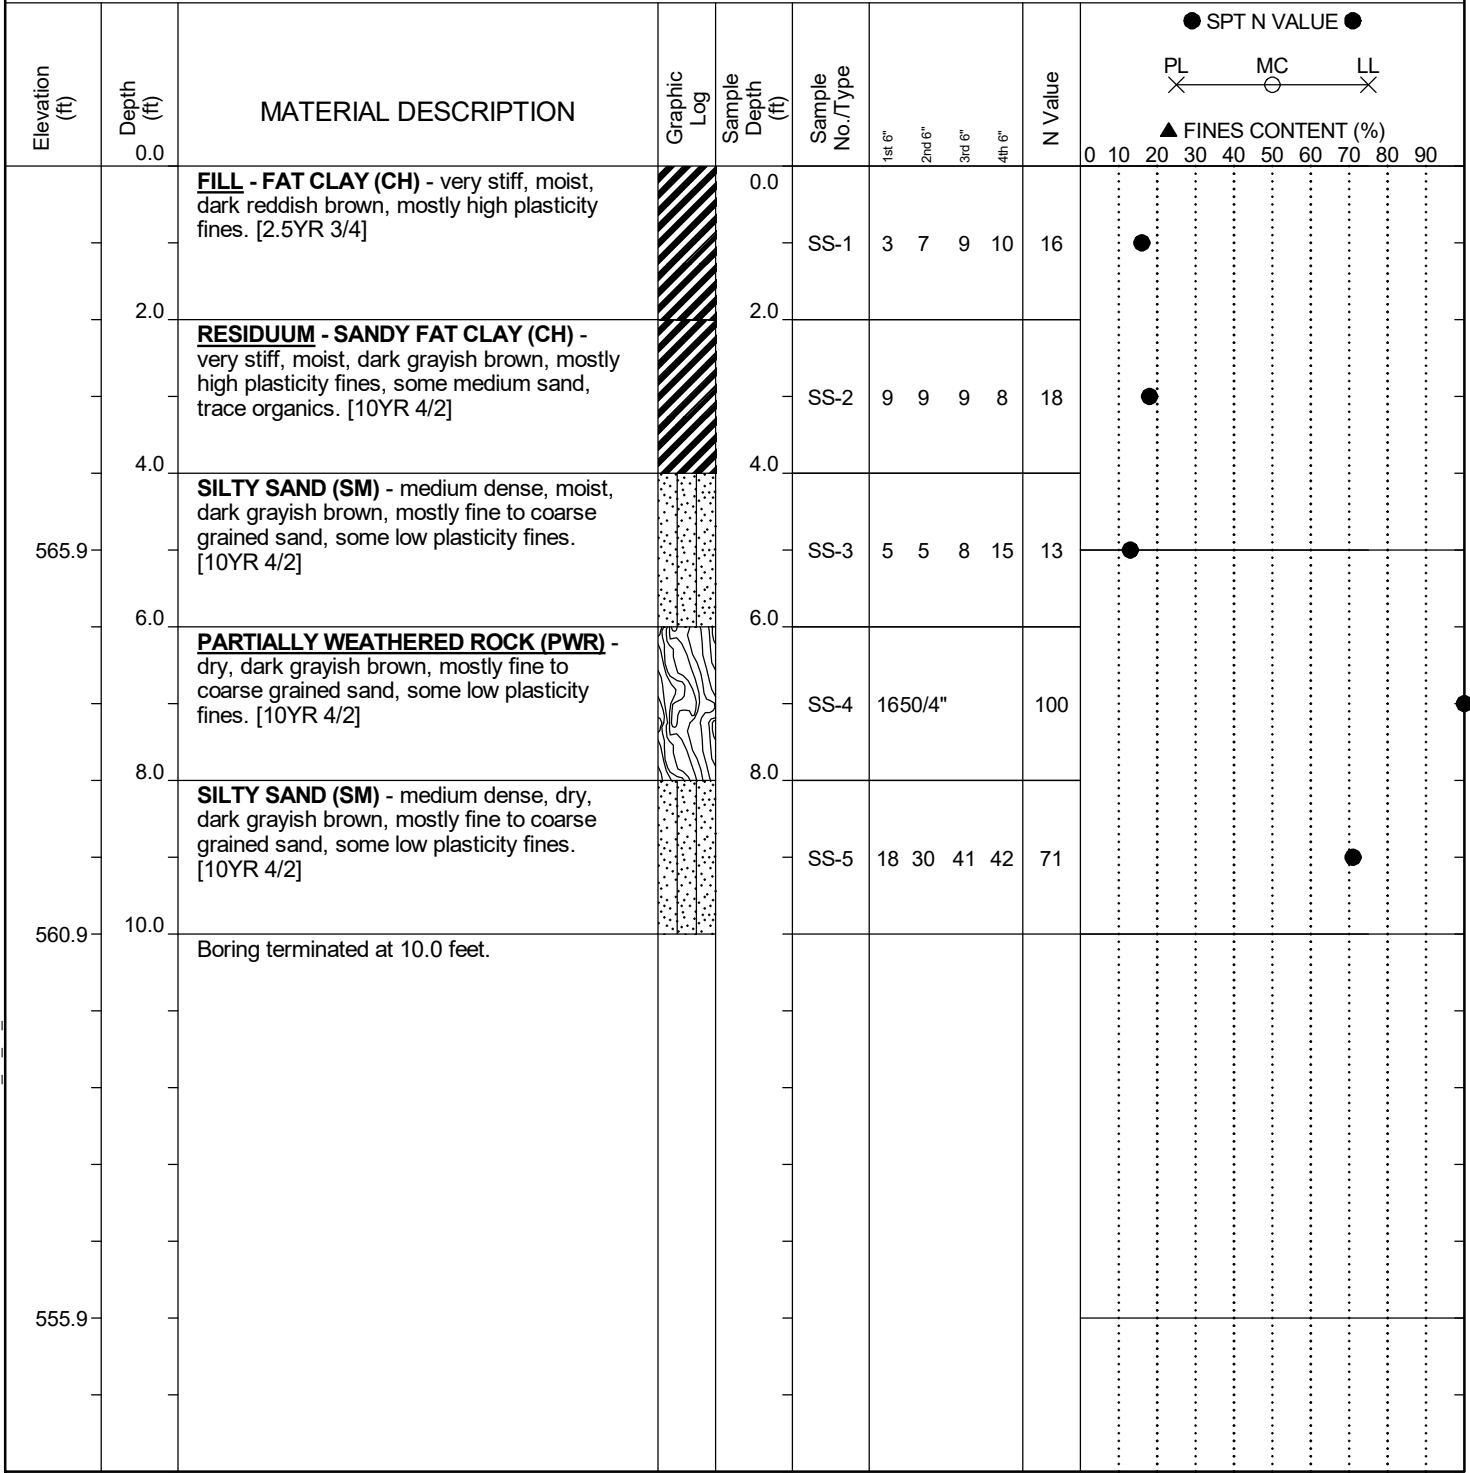 ● SPT N VALUE ●
PL MC LL
▲ FINES CONTENT (%)
0 10 20 30 40 50 60 70 80 90
Elevation
(ft)
Depth
(ft)
0.0
MATERIAL DESCRIPTION
Graphic
Log
Sample
Depth
(ft)
Sample
No./Type
1st 6"
2nd 6"
3rd 6"
4th 6"
N Value
FILL - FAT CLAY (CH) - very stiff, moist,
dark reddish brown, mostly high plasticity
fines. [2.5YR 3/4]
0.0
SS-1 3 7 9 10 16
2.0 2.0
RESIDUUM - SANDY FAT CLAY (CH) -
very stiff, moist, dark grayish brown, mostly
high plasticity fines, some medium sand,
trace organics. [10YR 4/2]
SS-2 9 9 9 8 18
4.0 4.0
SILTY SAND (SM) - medium dense, moist,
dark grayish brown, mostly fine to coarse
grained sand, some low plasticity fines.
[10YR 4/2]
565.9
SS-3 5 5 8 15 13
6.0 6.0
PARTIALLY WEATHERED ROCK (PWR) -
dry, dark grayish brown, mostly fine to
coarse grained sand, some low plasticity
fines. [10YR 4/2]
SS-4 1650/4" 100
8.0 8.0
SILTY SAND (SM) - medium dense, dry,
dark grayish brown, mostly fine to coarse
grained sand, some low plasticity fines.
[10YR 4/2]
SS-5 18 30 41 42 71
560.9 10.0
Boring terminated at 10.0 feet.
555.9